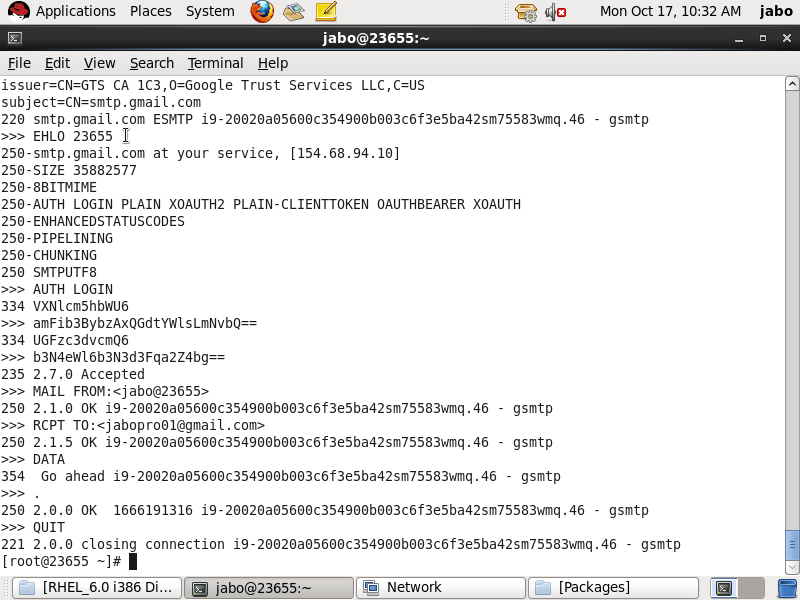 Applications Places System Mon Oct 17, 10:32 AM jabo
jabo@23655:~
File Edit View Search Terminal Help
issuer=CN=GTS CA 1C3,O=Google Trust Services LLC,C=US
subject=CN=smtp.gmail.com
220 smtp.gmail.com ESMTP i9-20020a05600c354900b003c6f3e5ba42sm75583wmq.46 - gsmtp
>>> EHLO 23655
250-smtp.gmail.com at your service, [154.68.94.10]
250-SIZE 35882577
250-8BITMIME
250-AUTH LOGIN PLAIN XOAUTH2 PLAIN-CLIENTTOKEN OAUTHBEARER XOAUTH
250-ENHANCEDSTATUSCODES
250-PIPELINING
250-CHUNKING
250 SMTPUTF8
>>> AUTH LOGIN
334 VXNlcm5hbWU6
>>> amFib3BybzAxQGdtYWlsLmNvbQ==
334 UGFzc3dvcmQ6
>>> b3N4eWl6b3N3d3Fqa2Z4bg==
235 2.7.0 Accepted
>>> MAIL FROM:<jabo@23655>
250 2.1.0 OK i9-20020a05600c354900b003c6f3e5ba42sm75583wmq.46 - gsmtp
>>> RCPT TO:<jabopro01@gmail.com>
250 2.1.5 OK i9-20020a05600c354900b003c6f3e5ba42sm75583wmq.46 - gsmtp
>>> DATA
354  Go ahead i9-20020a05600c354900b003c6f3e5ba42sm75583wmq.46 - gsmtp
>>> .
250 2.0.0 OK  1666191316 i9-20020a05600c354900b003c6f3e5ba42sm75583wmq.46 - gsmtp
>>> QUIT
221 2.0.0 closing connection i9-20020a05600c354900b003c6f3e5ba42sm75583wmq.46 - gsmtp
[root@23655 ~]#
[RHEL_6.0 i386 Di... jabo@23655:~ Network [Packages]